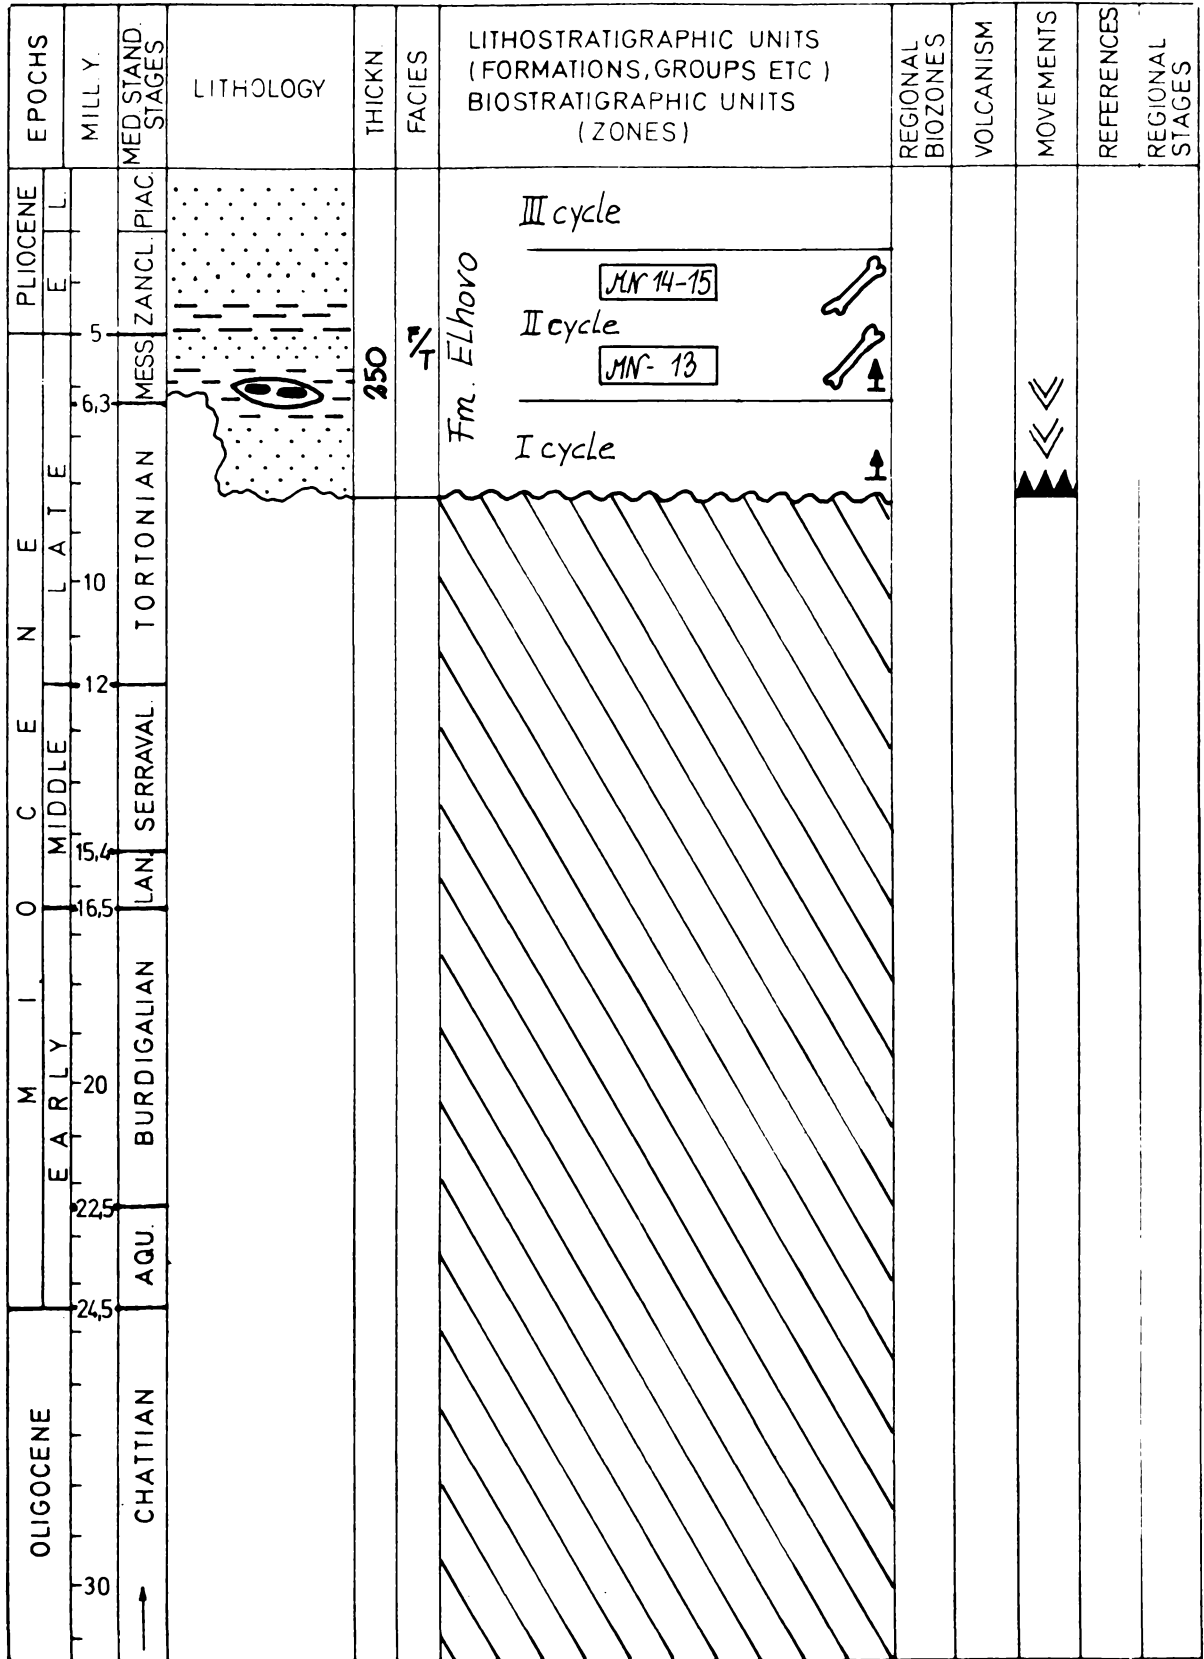 EPOCHS
MILL.Y.
MED. STAND.
STAGES
LITHOLOGY
THICKN.
FACIES
LITHOSTRATIGRAPHIC UNITS
(FORMATIONS, GROUPS ETC)
BIOSTRATIGRAPHIC UNITS
(ZONES)
REGIONAL
BIOZONES
VOLCANISM
MOVEMENTS
REFERENCES
REGIONAL
STAGES
PLIOCENE
L.
E
PIAC.
ZANCL.
5
MESS.
6,3
250
F/T
Fm. Elhovo
III cycle
MN 14-15
II cycle
MN- 13
I cycle
MIOCENE
LATE
TORTONIAN
10
12
MIDDLE
SERRAVAL.
15,4
LAN.
16,5
EARLIY
BURDIGALIAN
20
22,5
AQU.
24,5
OLIGOCENE
CHATTIAN
30